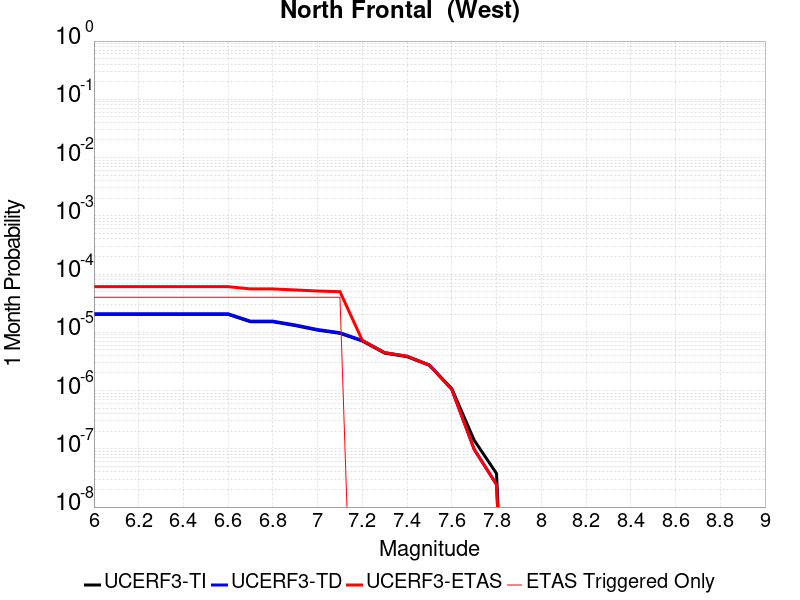 North Frontal  (West)
10^0
10^-1
10^-2
10^-3
10^-4
10^-5
10^-6
10^-7
10^-8
1 Month Probability
6 6.2 6.4 6.6 6.8 7 7.2 7.4 7.6 7.8 8 8.2 8.4 8.6 8.8 9
Magnitude
UCERF3-TI UCERF3-TD UCERF3-ETAS ETAS Triggered Only